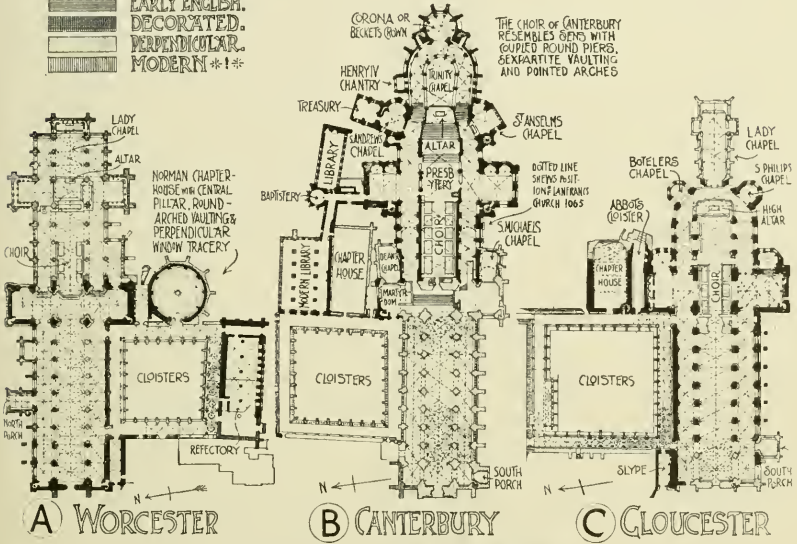 EARLY ENGLISH.
DECORATED.
PERPENDICULAR.
MODERN *!*
CORONA OR
BECKETS CROWN
THE CHOIR OF CANTERBURY
RESEMBLES SENS WITH
COUPLED ROUND PIERS,
SEXPARTITE VAULTING
AND POINTED ARCHES
TRINITY
CHAPEL
HENRY IV
CHANTRY
TREASURY
ST ANSELMS
CHAPEL
ALTAR
S. ANDREWS
CHAPEL
LIBRARY
PRESB-
YTERY
BAPTISTERY
DOTTED LINE
SHEWS POSIT-
ION OF LANFRANCS
CHURCH 1065
S. MICHAELS
CHAPEL
CHOIR
MODERN LIBRARY
CHAPTER
HOUSE
DEANS
CHAPEL
MARTYR
DOM
CLOISTERS
SOUTH
PORCH
N
B CANTERBURY
LADY
CHAPEL
ALTAR
NORMAN CHAPTER-
HOUSE WITH CENTRAL
PILLAR, ROUND-
ARCHED VAULTING &
PERPENDICULAR
WINDOW TRACERY
CHOIR
CLOISTERS
NORTH
PORCH
REFECTORY
N
A WORCESTER
LADY
CHAPEL
BOTELERS
CHAPEL
S PHILIPS
CHAPEL
ABBOTS
CLOISTER
HIGH
ALTAR
CHAPTER
HOUSE
CHOIR
CLOISTERS
SLYPE
SOUTH
PORCH
N
C GLOUCESTER